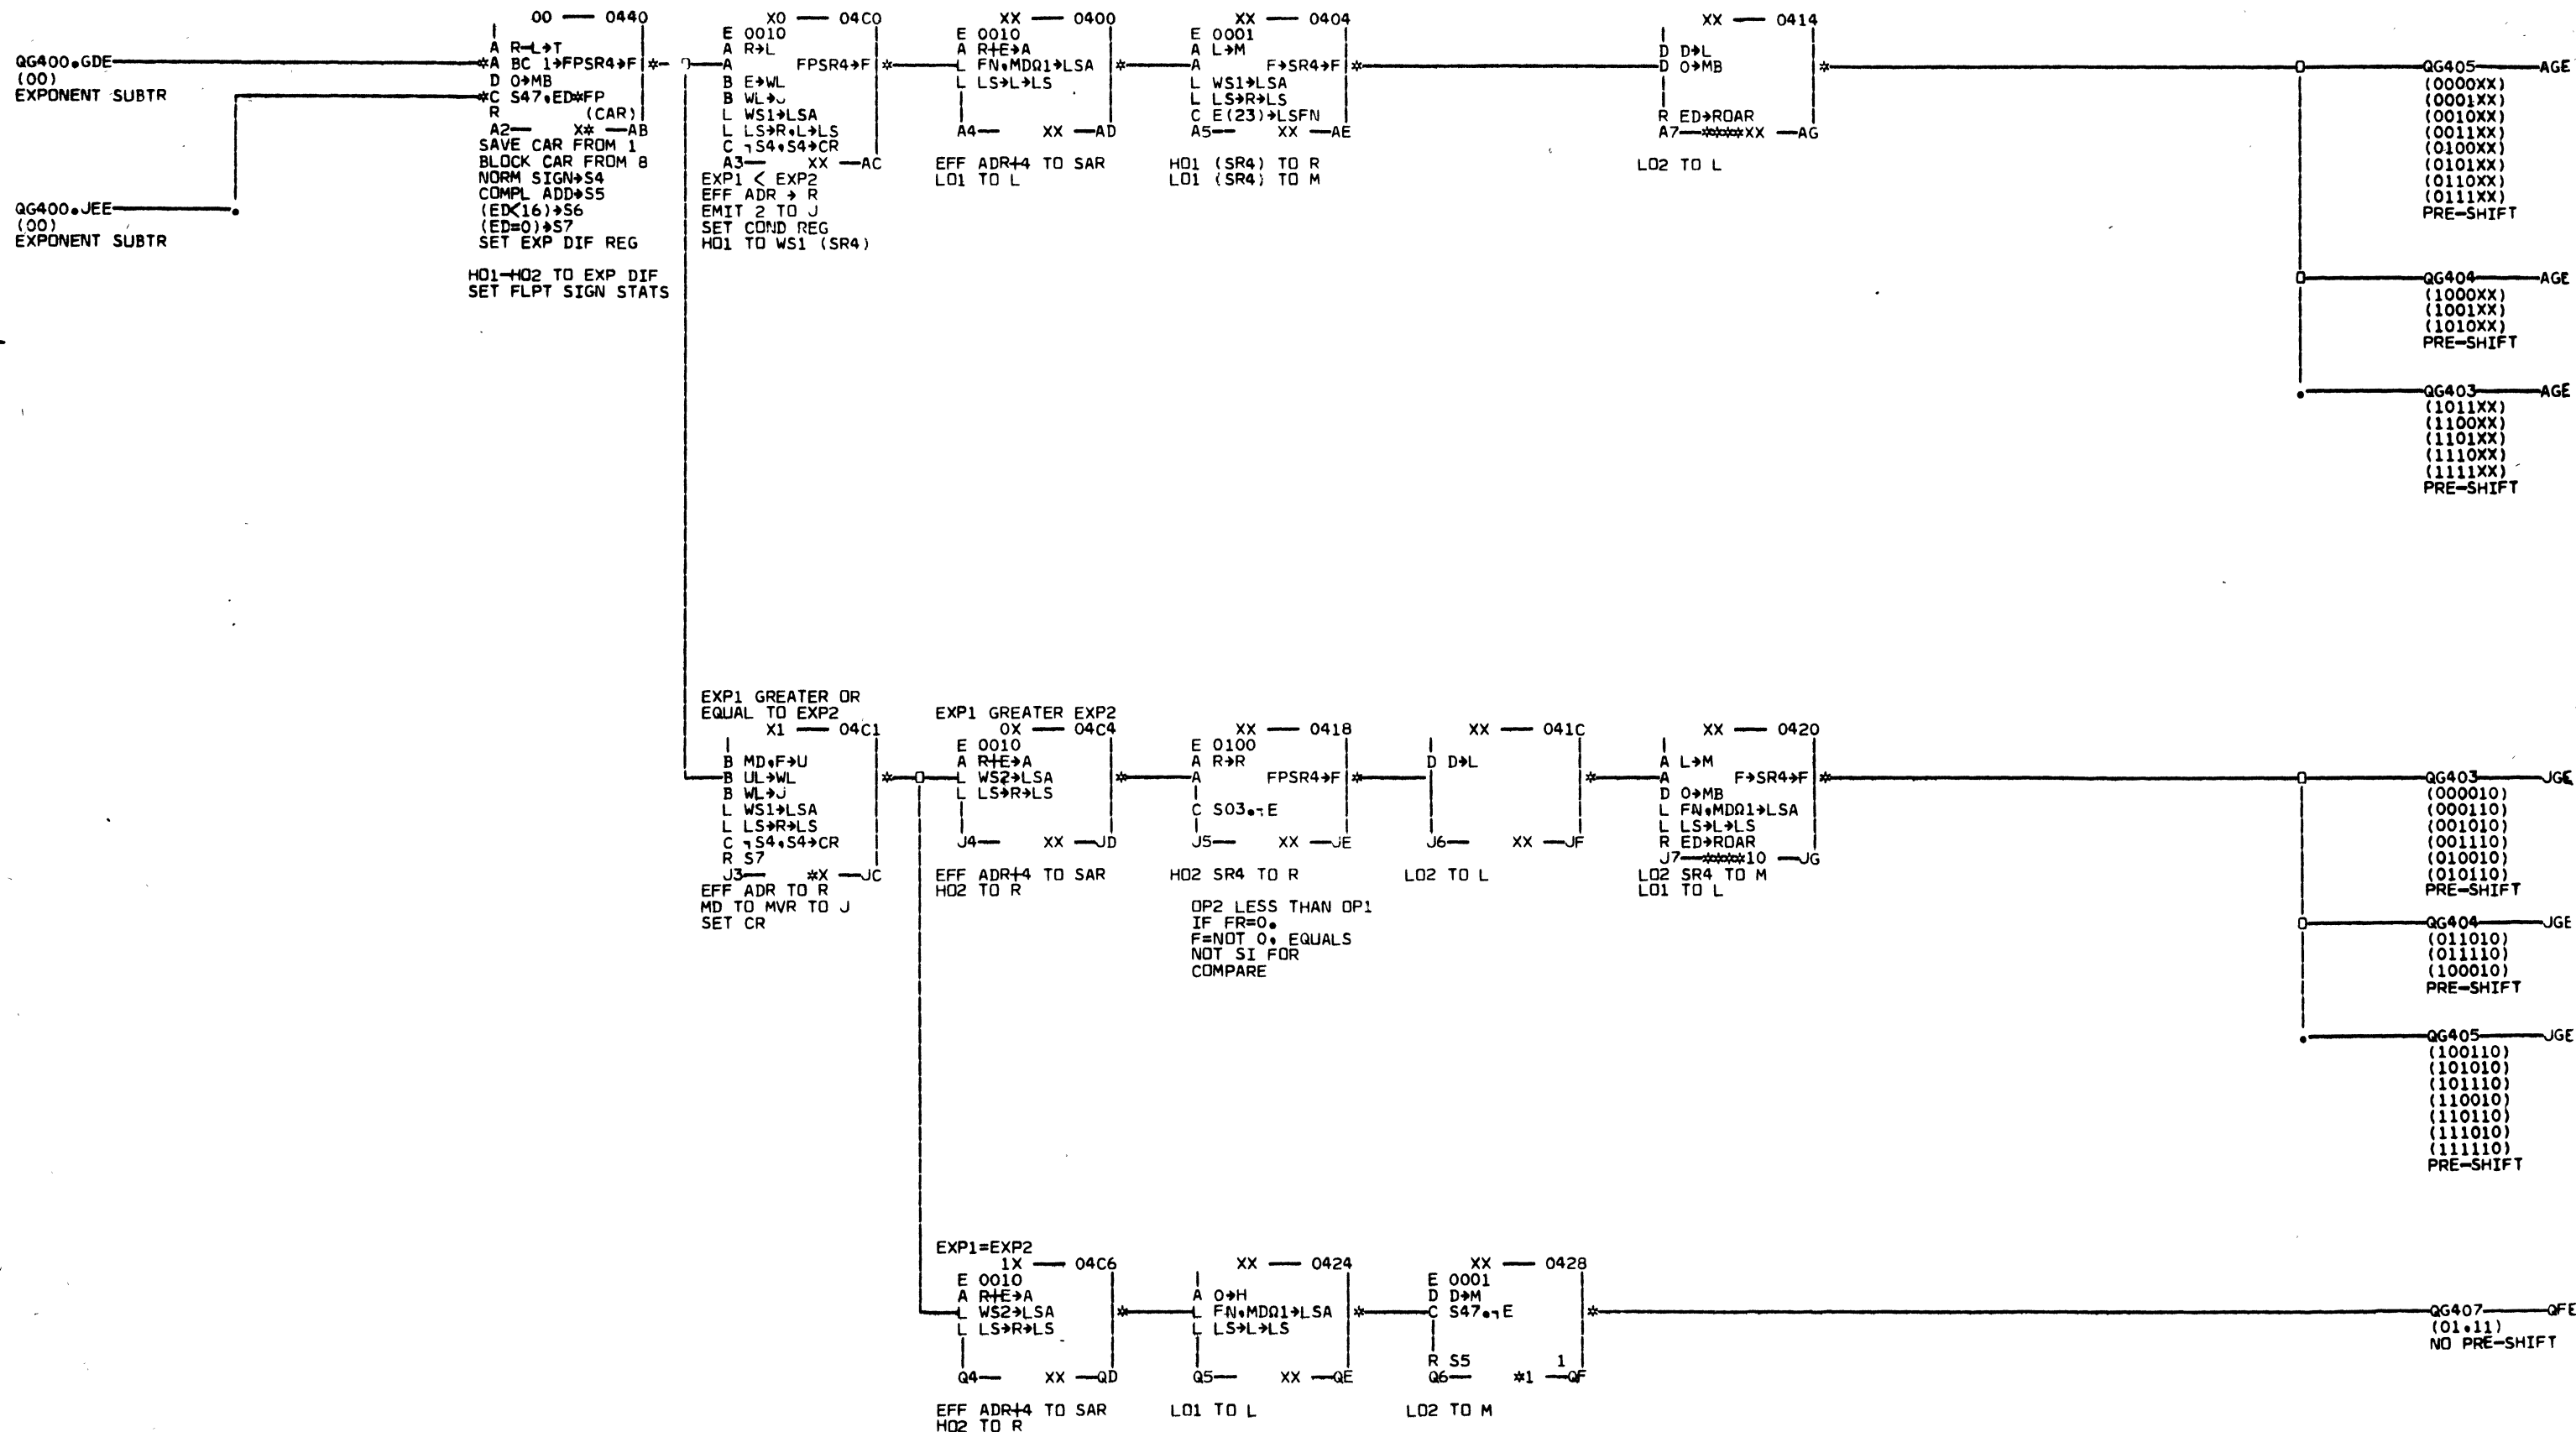 QG400.GDE
(00)
EXPONENT SUBTR
QG400.JEE
(00)
EXPONENT SUBTR
00 — 0440
A R-L→T
*A BC 1→FPSR4→F *
D 0→MB
*C S47.ED*FP
R (CAR)
A2— X* —AB
SAVE CAR FROM 1
BLOCK CAR FROM 8
NORM SIGN→S4
COMPL ADD→S5
(ED<16)→S6
(ED=0)→S7
SET EXP DIF REG
HO1-HO2 TO EXP DIF
SET FLPT SIGN STATS
X0 — 04C0
E 0010
A R→L
A FPSR4→F *
B E→WL
B WL→J
L WS1→LSA
L LS→R.L→LS
C ¬S4.S4→CR
A3— XX —AC
EXP1 < EXP2
EFF ADR → R
EMIT 2 TO J
SET COND REG
HO1 TO WS1 (SR4)
XX — 0400
E 0010
A R+E→A
L FN.MDΩ1→LSA *
L LS→L→LS
A4— XX —AD
EFF ADR+4 TO SAR
LO1 TO L
XX — 0404
E 0001
A L→M
A F→SR4→F *
L WS1→LSA
L LS→R→LS
C E(23)→LSFN
A5— XX —AE
HO1 (SR4) TO R
LO1 (SR4) TO M
XX — 0414
D D→L
D 0→MB *
R ED→ROAR
A7—****XX —AG
LO2 TO L
QG405 AGE
(0000XX)
(0001XX)
(0010XX)
(0011XX)
(0100XX)
(0101XX)
(0110XX)
(0111XX)
PRE-SHIFT
QG404 AGE
(1000XX)
(1001XX)
(1010XX)
PRE-SHIFT
QG403 AGE
(1011XX)
(1100XX)
(1101XX)
(1110XX)
(1111XX)
PRE-SHIFT
EXP1 GREATER OR
EQUAL TO EXP2
X1 — 04C1
B MD.F→U
B UL→WL *
B WL→J
L WS1→LSA
L LS→R→LS
C ¬S4.S4→CR
R S7
J3— *X —JC
EFF ADR TO R
MD TO MVR TO J
SET CR
EXP1 GREATER EXP2
0X — 04C4
E 0010
A R+E→A
L WS2→LSA *
L LS→R→LS
J4— XX —JD
EFF ADR+4 TO SAR
HO2 TO R
XX — 0418
E 0100
A R→R
A FPSR4→F *
C S03.¬E
J5— XX —JE
HO2 SR4 TO R
OP2 LESS THAN OP1
IF FR=0.
F=NOT 0, EQUALS
NOT SI FOR
COMPARE
XX — 041C
D D→L
*
J6— XX —JF
LO2 TO L
XX — 0420
A L→M
A F→SR4→F *
D 0→MB
L FN.MDΩ1→LSA
L LS→L→LS
R ED→ROAR
J7—****10 —JG
LO2 SR4 TO M
LO1 TO L
QG403 JGE
(000010)
(000110)
(001010)
(001110)
(010010)
(010110)
PRE-SHIFT
QG404 JGE
(011010)
(011110)
(100010)
PRE-SHIFT
QG405 JGE
(100110)
(101010)
(101110)
(110010)
(110110)
(111010)
(111110)
PRE-SHIFT
EXP1=EXP2
1X — 04C6
E 0010
A R+E→A
L WS2→LSA *
L LS→R→LS
Q4— XX —QD
EFF ADR+4 TO SAR
HO2 TO R
XX — 0424
A 0→H
L FN.MDΩ1→LSA *
L LS→L→LS
Q5— XX —QE
LO1 TO L
XX — 0428
E 0001
D D→M
C S47.¬E *
R S5 1
Q6— *1 —QF
LO2 TO M
QG407 QFE
(01.11)
NO PRE-SHIFT